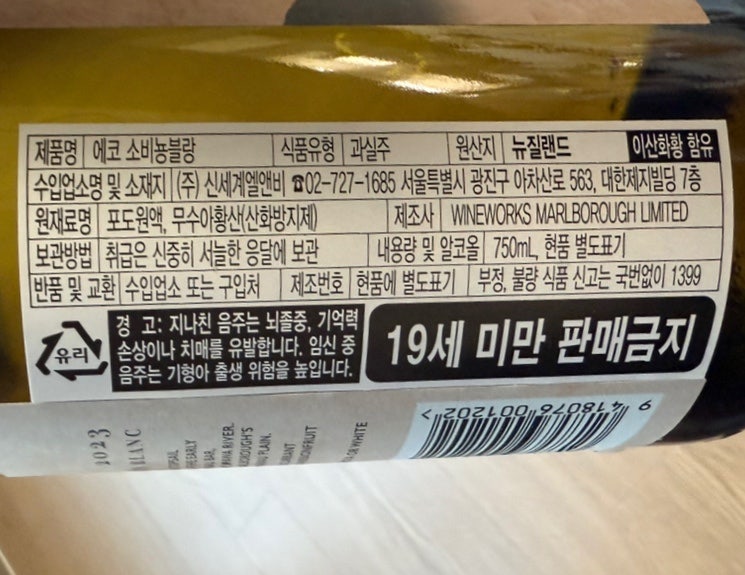 제품명 에코 소비뇽블랑 식품유형 과실주 원산지 뉴질랜드 이산화황 함유
수입업소명 및 소재지 (주) 신세계엘앤비 ☎02-727-1685 서울특별시 광진구 아차산로 563, 대한제지빌딩 7층
원재료명 포도원액, 무수아황산(산화방지제) 제조사 WINEWORKS MARLBOROUGH LIMITED
보관방법 취급은 신중히 서늘한 응달에 보관 내용량 및 알코올 750mL, 현품 별도표기
반품 및 교환 수입업소 또는 구입처 제조번호 현품에 별도표기 부정, 불량 식품 신고는 국번없이 1399
유리
경 고: 지나친 음주는 뇌졸중, 기억력
손상이나 치매를 유발합니다. 임신 중
음주는 기형아 출생 위험을 높입니다.
19세 미만 판매금지
2023
BLANC
EARLY
BAR,
RIVER.
PLAIN.
OR WHITE
9 418076 001202 >